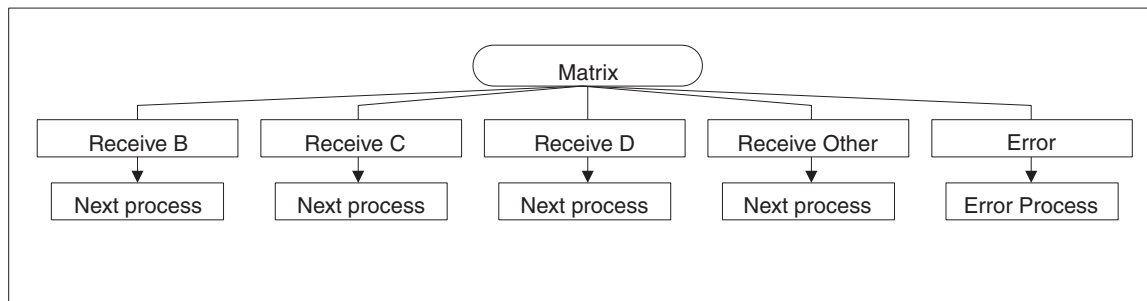 Matrix
Receive B
Receive C
Receive D
Receive Other
Error
Next process
Next process
Next process
Next process
Error Process